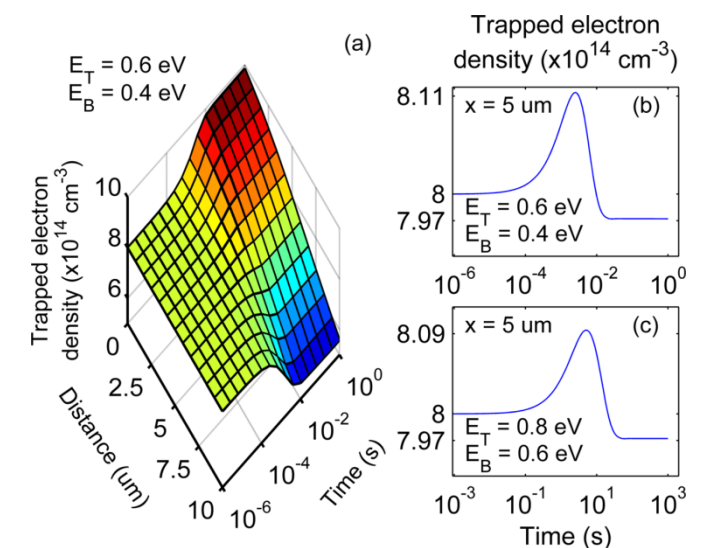 (a)
E_T = 0.6 eV
E_B = 0.4 eV
Trapped electron
density (x10^14 cm^-3)
10
8
6
0
2.5
5
7.5
10
Distance (um)
10^-6
10^-4
10^-2
10^0
Time (s)
Trapped electron
density (x10^14 cm^-3)
8.11
8
7.97
x = 5 um
(b)
E_T = 0.6 eV
E_B = 0.4 eV
10^-6
10^-4
10^-2
10^0
8.09
8
7.97
x = 5 um
(c)
E_T = 0.8 eV
E_B = 0.6 eV
10^-3
10^-1
10^1
10^3
Time (s)